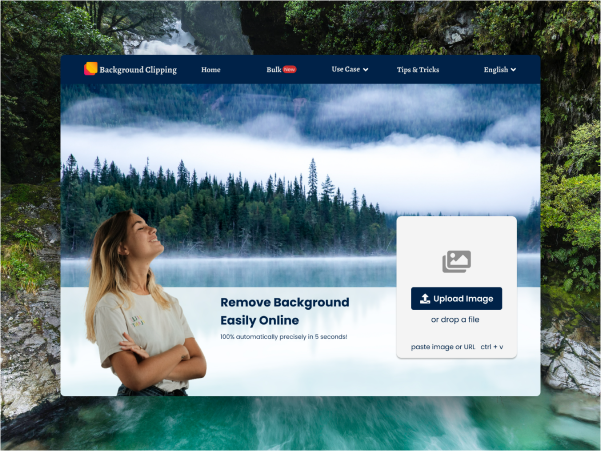 Background Clipping Home Bulk New Use Case Tips & Tricks English
Remove Background
Easily Online
100% automatically precisely in 5 seconds!
Upload Image
or drop a file
paste image or URL ctrl + v